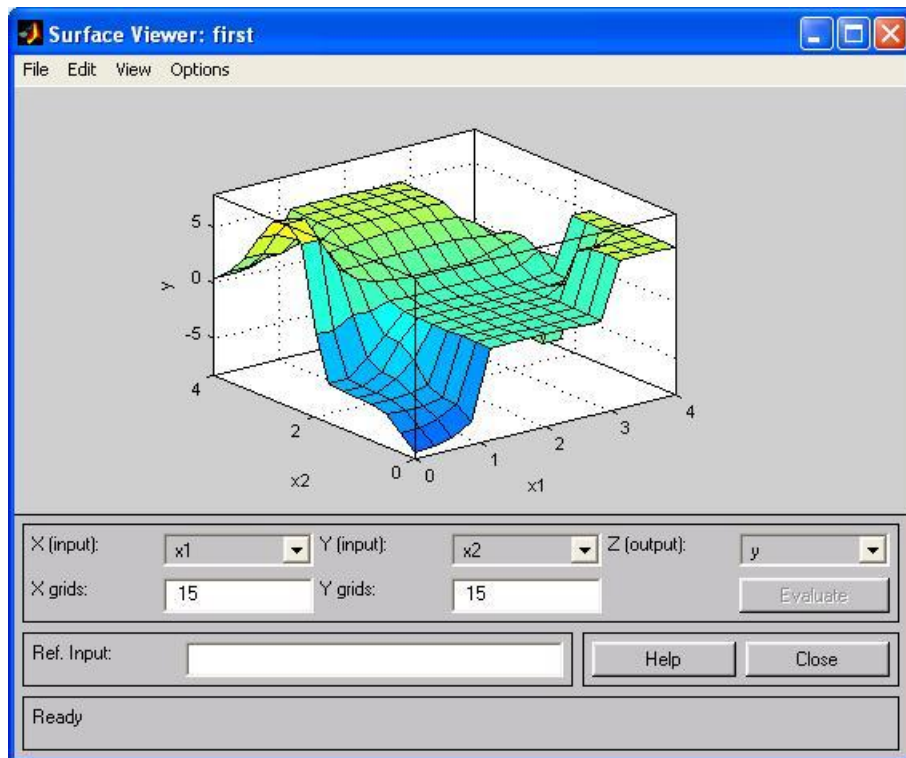 Surface Viewer: first
File Edit View Options
5
0
-5
y
4
2
0
x2
0
1
2
3
4
x1
X (input): x1 Y (input): x2 Z (output): y
X grids: 15 Y grids: 15 Evaluate
Ref. Input: Help Close
Ready